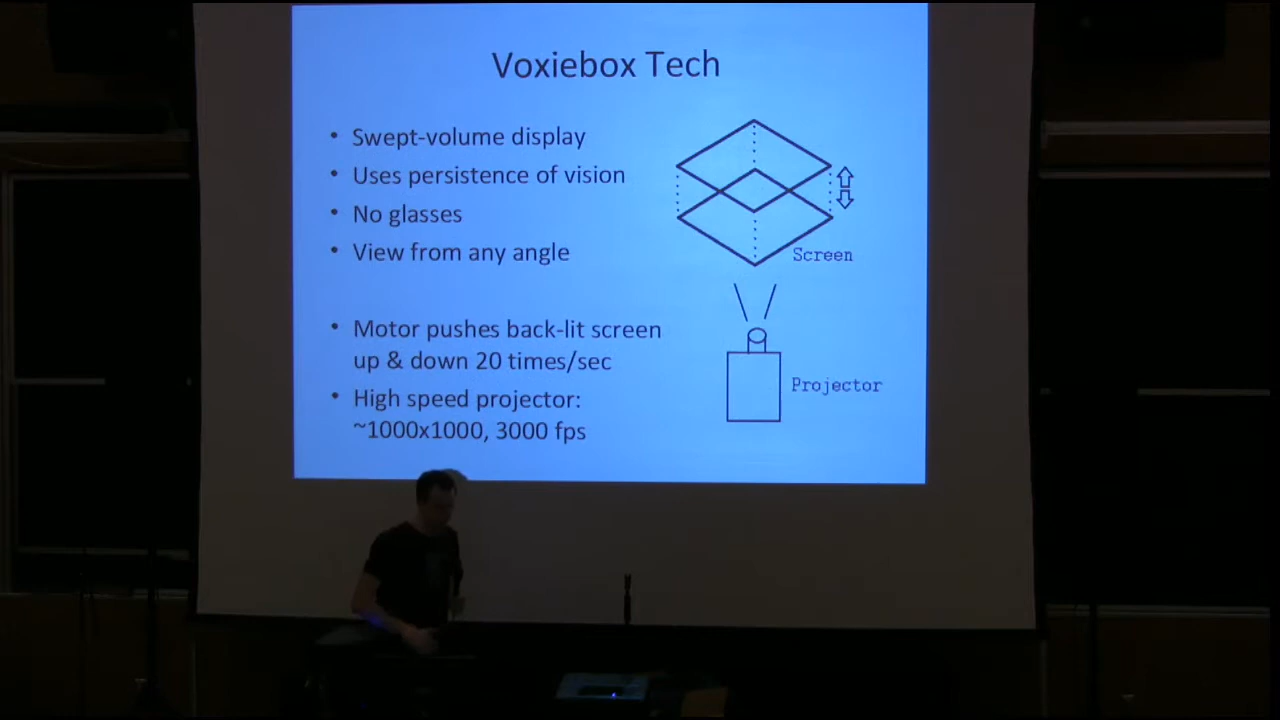 Voxiebox Tech
• Swept-volume display
• Uses persistence of vision
• No glasses
• View from any angle
• Motor pushes back-lit screen
up & down 20 times/sec
• High speed projector:
~1000x1000, 3000 fps
Screen
Projector